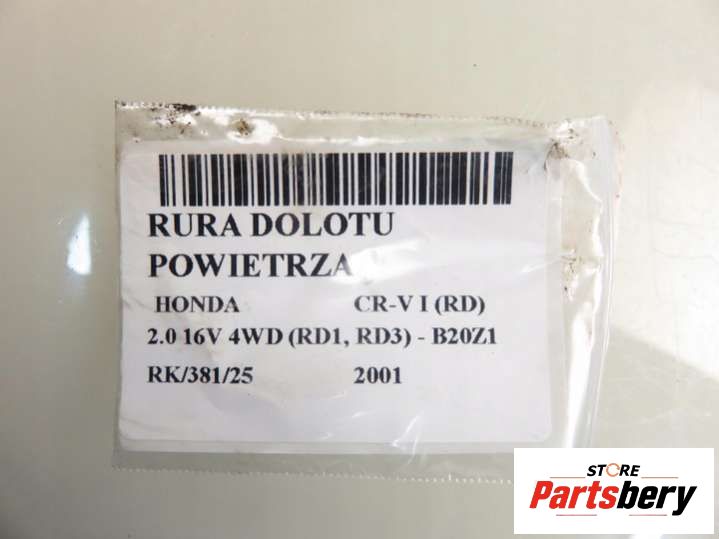 RURA DOLOTU
POWIETRZA
HONDA CR-V I (RD)
2.0 16V 4WD (RD1, RD3) - B20Z1
RK/381/25 2001
STORE
Partsbery